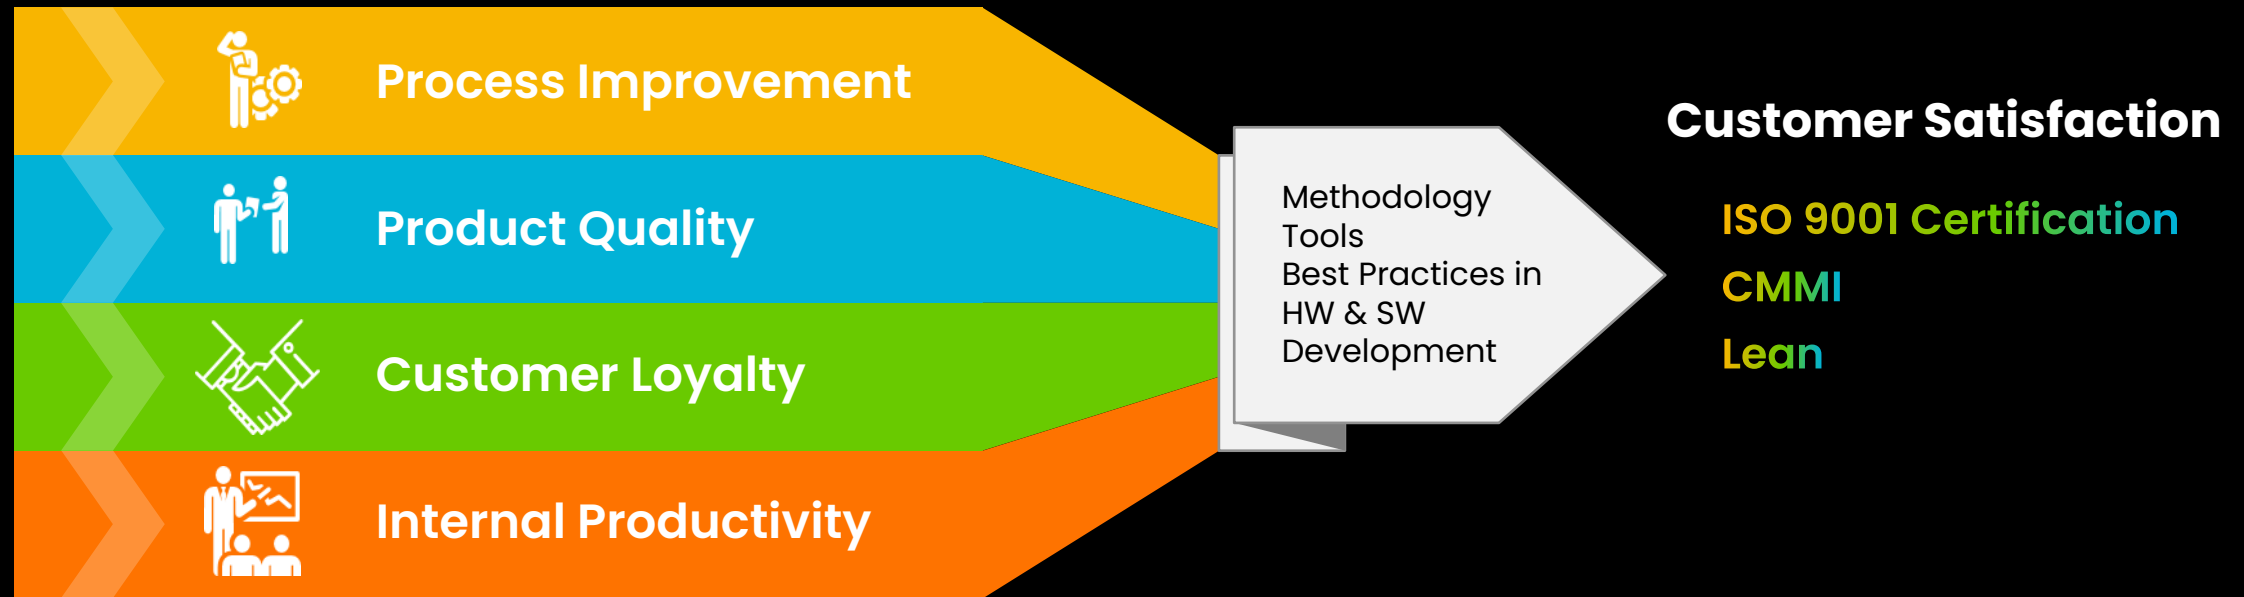 Process Improvement
Product Quality
Customer Loyalty
Internal Productivity
Methodology
Tools
Best Practices in
HW & SW
Development
Customer Satisfaction
ISO 9001 Certification
CMMI
Lean